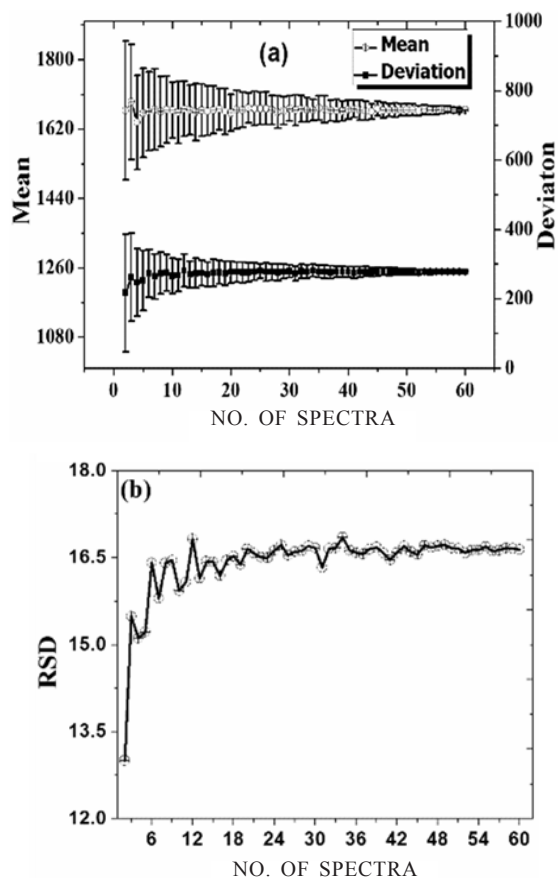 (a)
Mean
Deviation
1800
1620
1440
1260
1080
Mean
1000
800
600
400
200
0
Deviaton
0 10 20 30 40 50 60
NO. OF SPECTRA
(b)
18.0
16.5
15.0
13.5
12.0
RSD
6 12 18 24 30 36 42 48 54 60
NO. OF SPECTRA